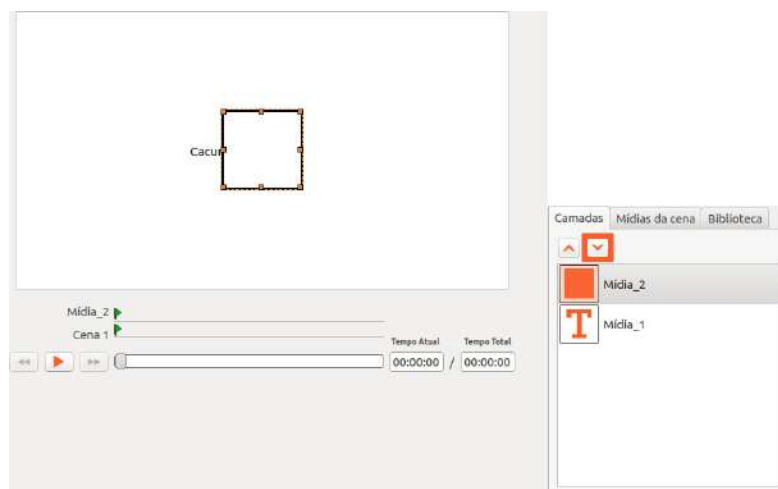 Cacur
Mídia_2
Cena 1
Tempo Atual
Tempo Total
00:00:00 / 00:00:00
Camadas
Mídias da cena
Biblioteca
Mídia_2
T
Mídia_1